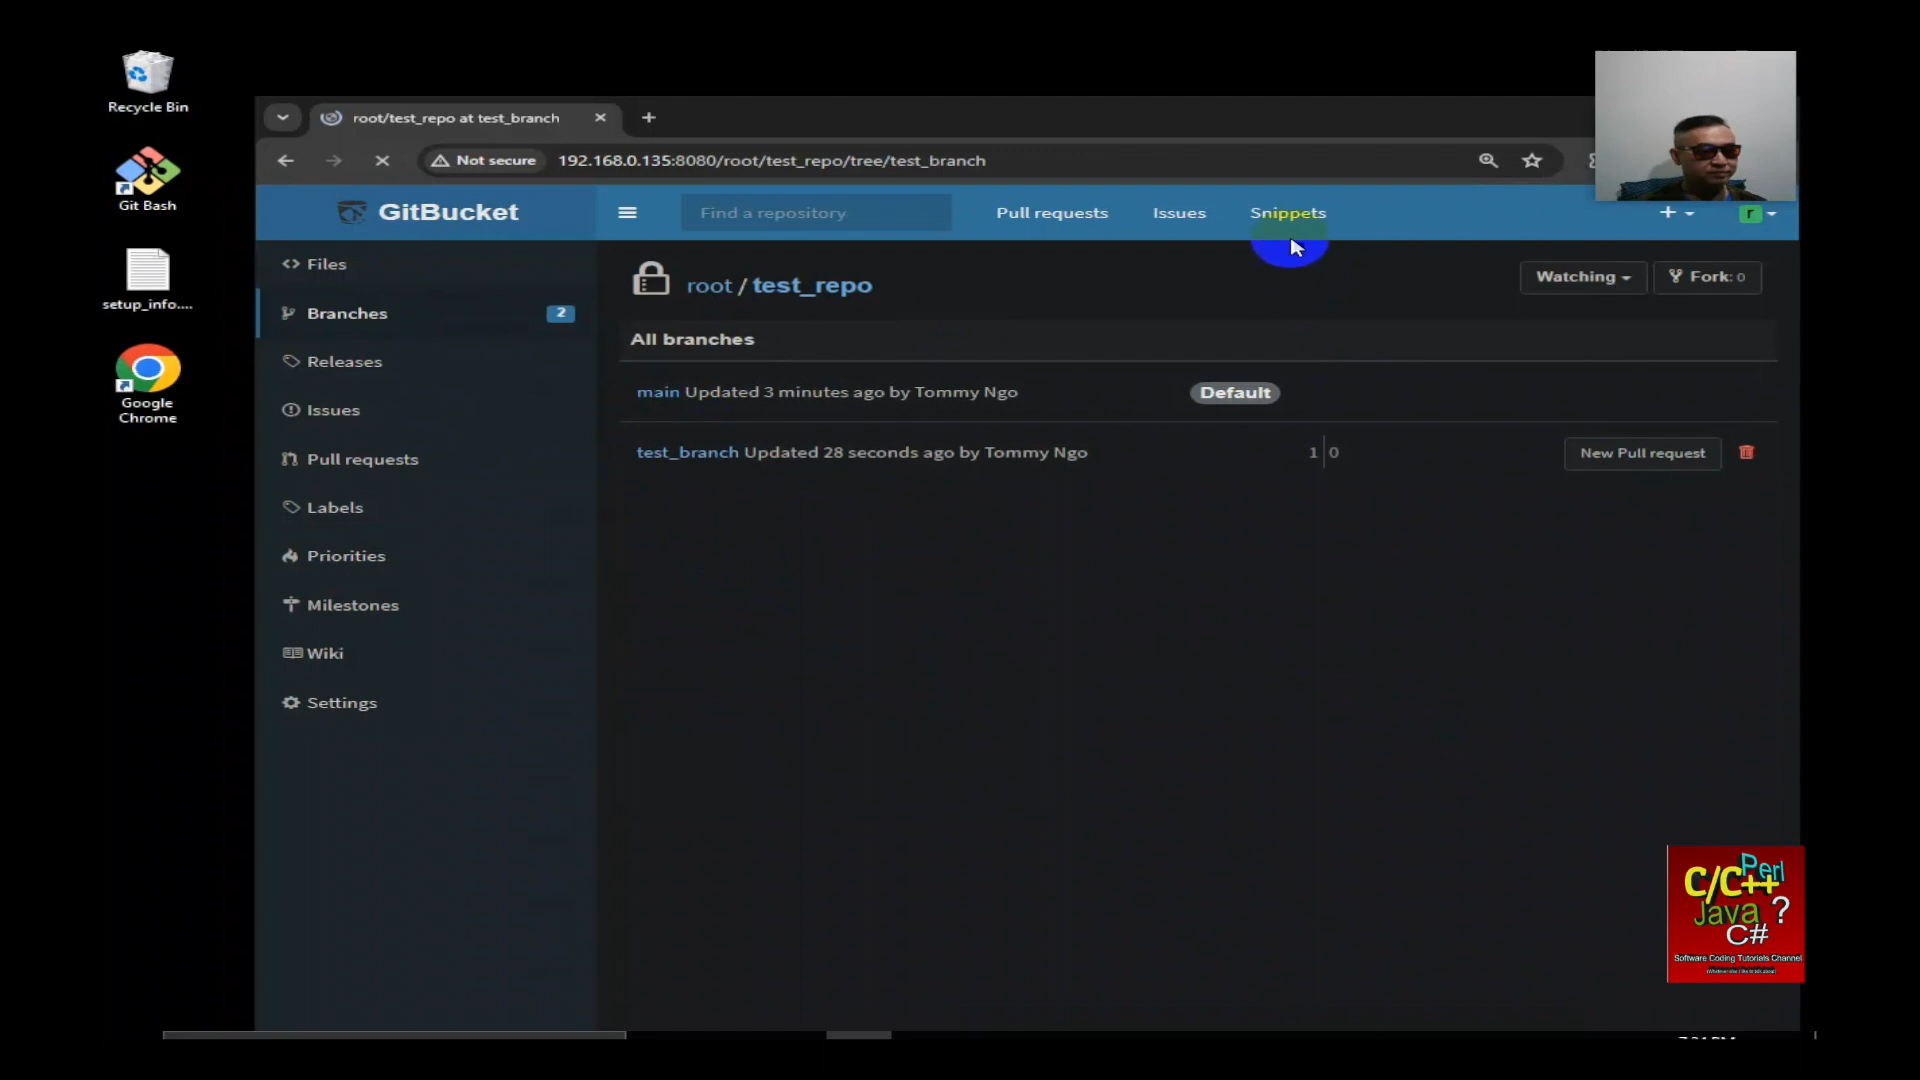 Recycle Bin
Git Bash
setup_info....
Google
Chrome
root/test_repo at test_branch
Not secure
192.168.0.135:8080/root/test_repo/tree/test_branch
GitBucket
Find a repository
Pull requests
Issues
Snippets
r
Files
Branches
2
Releases
Issues
Pull requests
Labels
Priorities
Milestones
Wiki
Settings
root / test_repo
Watching
Fork: 0
All branches
main Updated 3 minutes ago by Tommy Ngo
Default
test_branch Updated 28 seconds ago by Tommy Ngo
1 0
New Pull request
Perl
C/C++
Java ?
C#
Software Coding Tutorials Channel